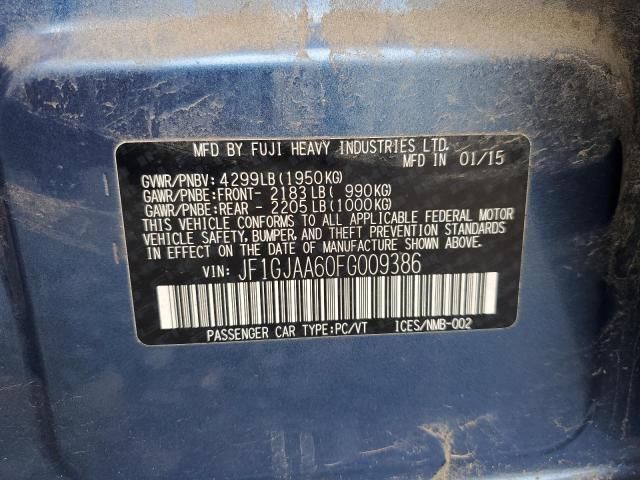 MFD BY FUJI HEAVY INDUSTRIES LTD.
MFD IN 01/15
GVWR/PNBV: 4299LB(1950KG)
GAWR/PNBE:FRONT- 2183LB( 990KG)
GAWR/PNBE:REAR - 2205LB(1000KG)
THIS VEHICLE CONFORMS TO ALL APPLICABLE FEDERAL MOTOR
VEHICLE SAFETY, BUMPER, AND THEFT PREVENTION STANDARDS
IN EFFECT ON THE DATE OF MANUFACTURE SHOWN ABOVE.
VIN: JF1GJAA60FG009386
PASSENGER CAR TYPE:PC/VT ICES/NMB-002